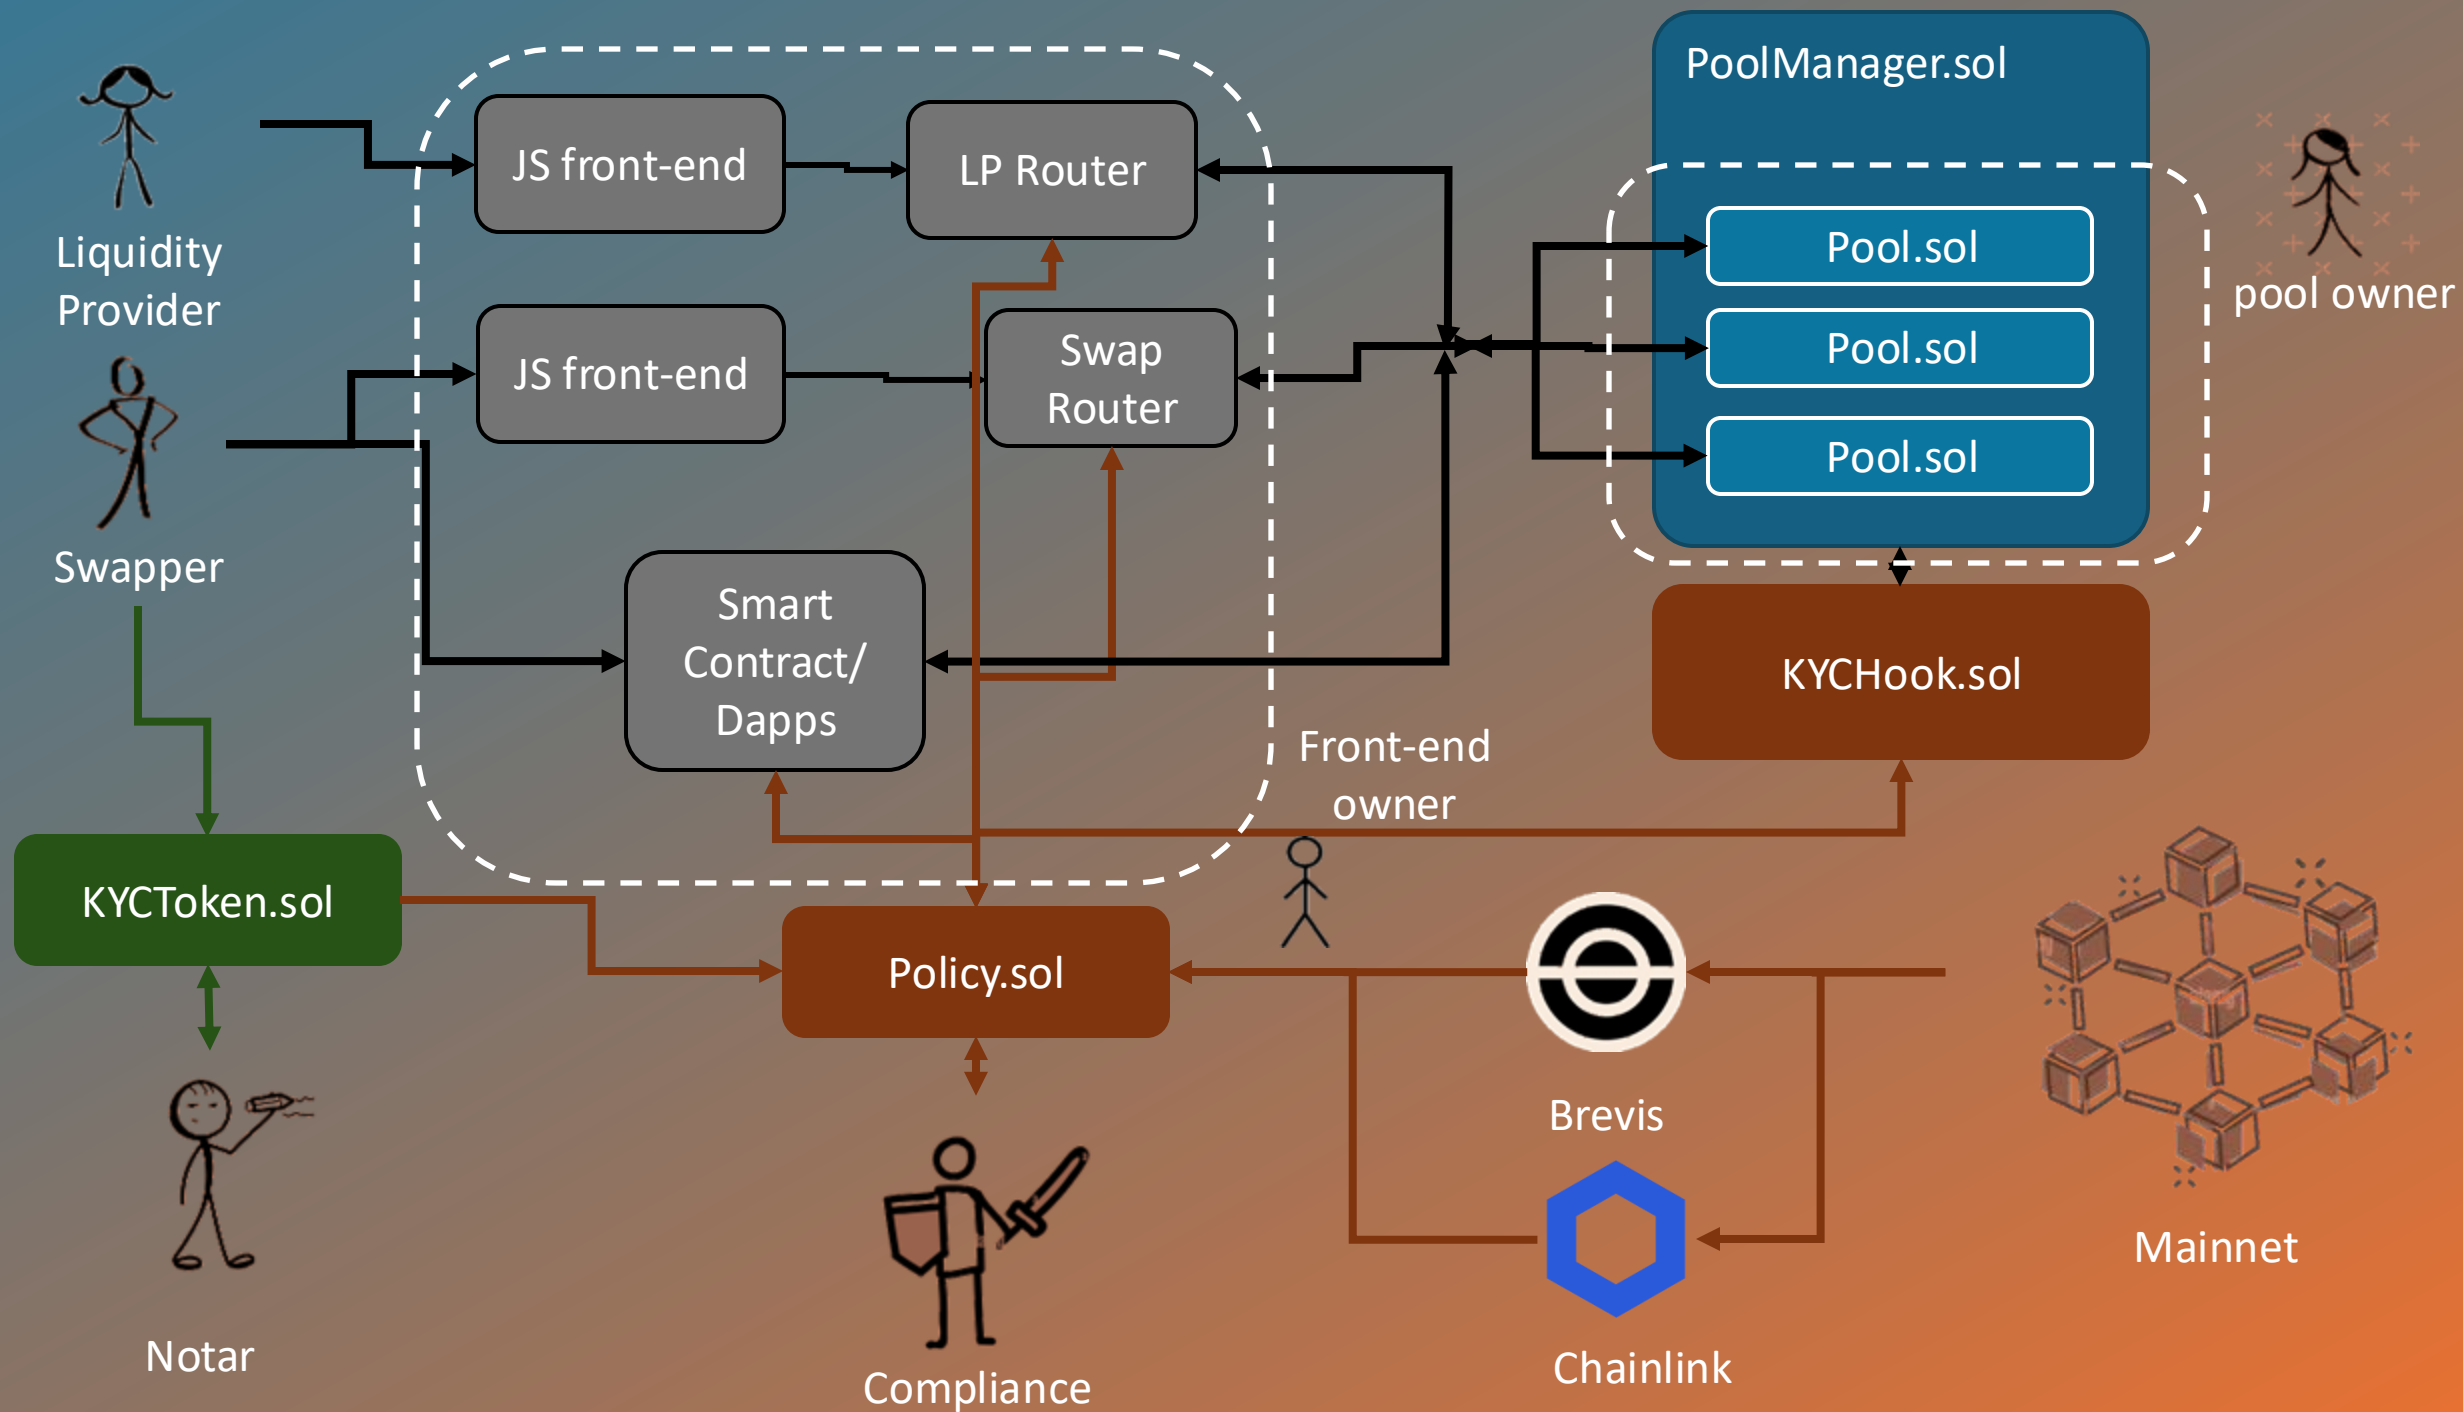 PoolManager.sol
JS front-end
LP Router
Liquidity
Provider
Pool.sol
pool owner
Pool.sol
Pool.sol
JS front-end
Swap
Router
Swapper
Smart
Contract/
Dapps
KYCHook.sol
Front-end
owner
KYCToken.sol
Policy.sol
Brevis
Mainnet
Notar
Compliance
Chainlink